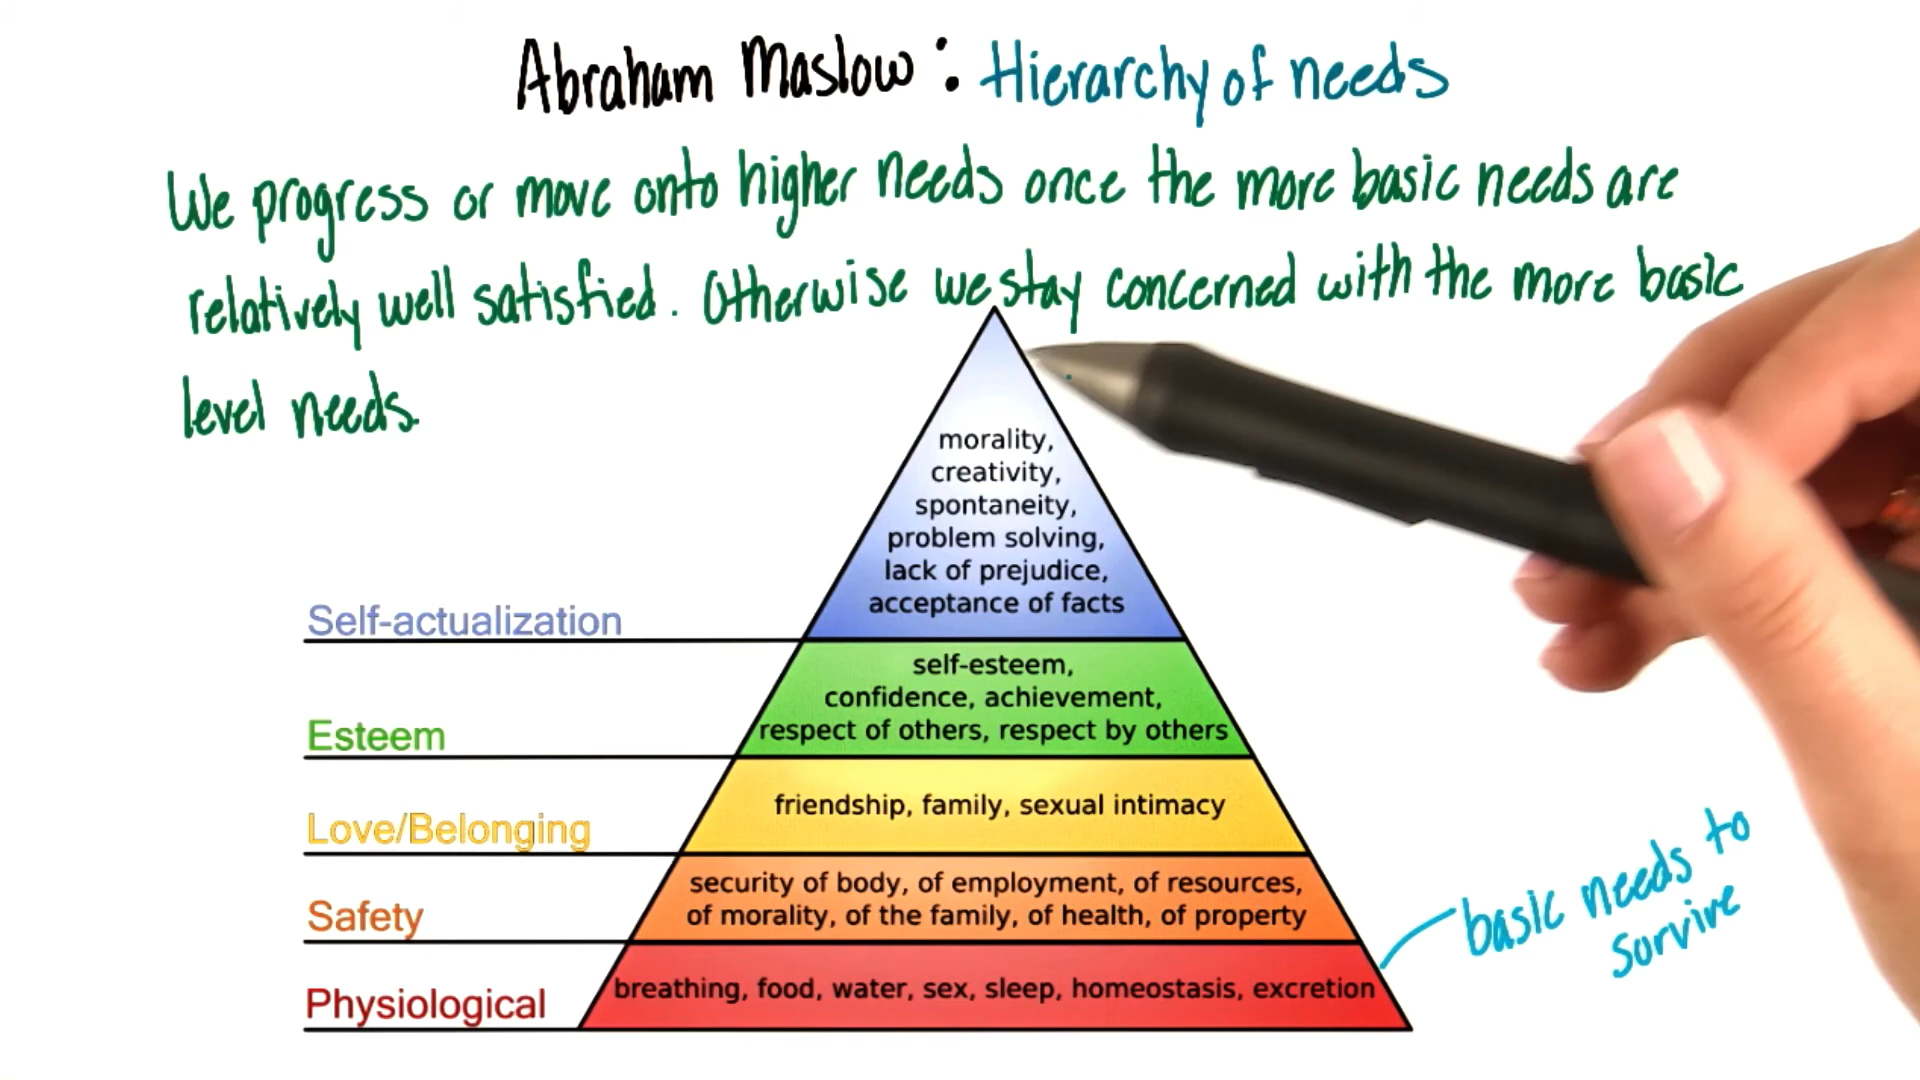 Abraham Maslow: Hierarchy of needs
We progress or move onto higher needs once the more basic needs are
relatively well satisfied. Otherwise we stay concerned with the more basic
level needs.
morality,
creativity,
spontaneity,
problem solving,
lack of prejudice,
acceptance of facts
Self-actualization
self-esteem,
confidence, achievement,
respect of others, respect by others
Esteem
friendship, family, sexual intimacy
Love/Belonging
security of body, of employment, of resources,
of morality, of the family, of health, of property
Safety
breathing, food, water, sex, sleep, homeostasis, excretion
Physiological
basic needs to
survive